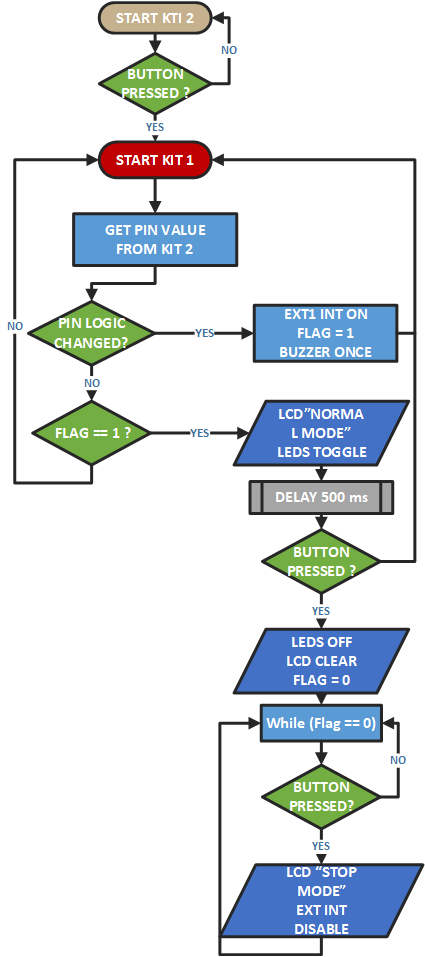 START KTI 2
NO
BUTTON
PRESSED ?
YES
START KIT 1
GET PIN VALUE
FROM KIT 2
NO
PIN LOGIC
CHANGED?
YES
EXT1 INT ON
FLAG = 1
BUZZER ONCE
NO
FLAG == 1 ?
YES
LCD"NORMA
L MODE"
LEDS TOGGLE
DELAY 500 ms
BUTTON
PRESSED ?
YES
LEDS OFF
LCD CLEAR
FLAG = 0
While (Flag == 0)
NO
BUTTON
PRESSED?
YES
LCD “STOP
MODE”
EXT INT
DISABLE